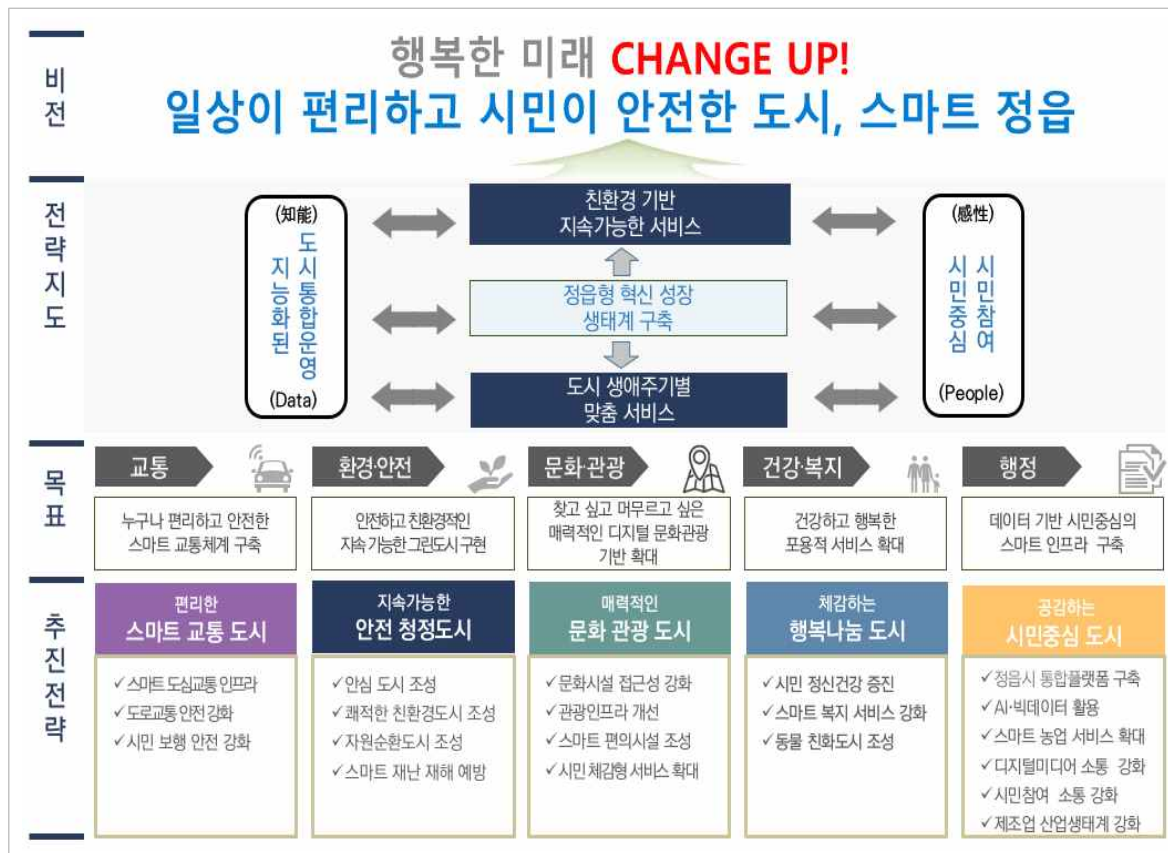 비전
행복한 미래 CHANGE UP!
일상이 편리하고 시민이 안전한 도시, 스마트 정읍
전략지도
(知能)
지능화된
도시통합운영
(Data)
친환경 기반
지속가능한 서비스
정읍형 혁신 성장
생태계 구축
도시 생애주기별
맞춤 서비스
(感性)
시민중심
시민참여
(People)
목표
교통
누구나 편리하고 안전한
스마트 교통체계 구축
환경·안전
안전하고 친환경적인
지속 가능한 그린도시 구현
문화·관광
찾고 싶고 머무르고 싶은
매력적인 디지털 문화관광
기반 확대
건강·복지
건강하고 행복한
포용적 서비스 확대
행정
데이터 기반 시민중심의
스마트 인프라 구축
추진전략
편리한
스마트 교통 도시
✓스마트 도심교통 인프라
✓도로교통 안전 강화
✓시민 보행 안전 강화
지속가능한
안전 청정도시
✓안심 도시 조성
✓쾌적한 친환경도시 조성
✓자원순환도시 조성
✓스마트 재난 재해 예방
매력적인
문화 관광 도시
✓문화시설 접근성 강화
✓관광인프라 개선
✓스마트 편의시설 조성
✓시민 체감형 서비스 확대
체감하는
행복나눔 도시
✓시민 정신건강 증진
✓스마트 복지 서비스 강화
✓동물 친화도시 조성
공감하는
시민중심 도시
✓정읍시 통합플랫폼 구축
✓AI·빅데이터 활용
✓스마트 농업 서비스 확대
✓디지털미디어 소통 강화
✓시민참여 소통 강화
✓제조업 산업생태계 강화